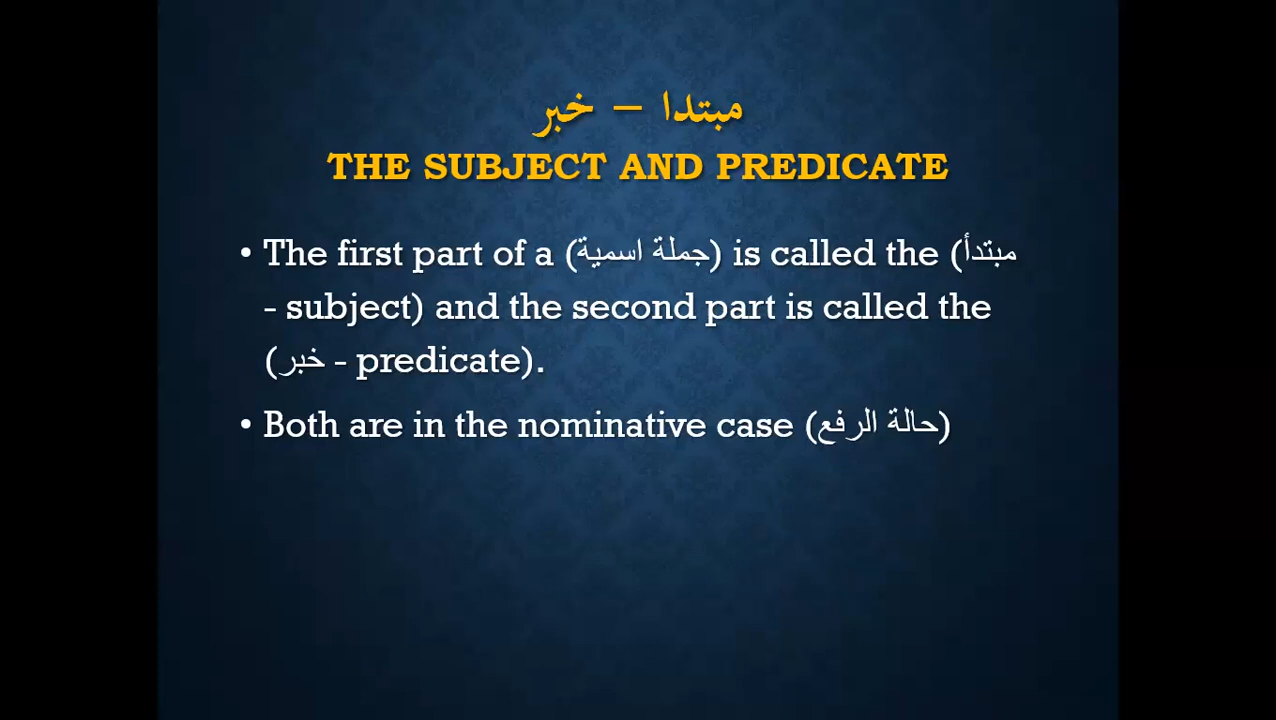 مبتدا – خبر
THE SUBJECT AND PREDICATE
• The first part of a (جملة اسمية) is called the (مبتدأ
- subject) and the second part is called the
(خبر - predicate).
• Both are in the nominative case (حالة الرفع)